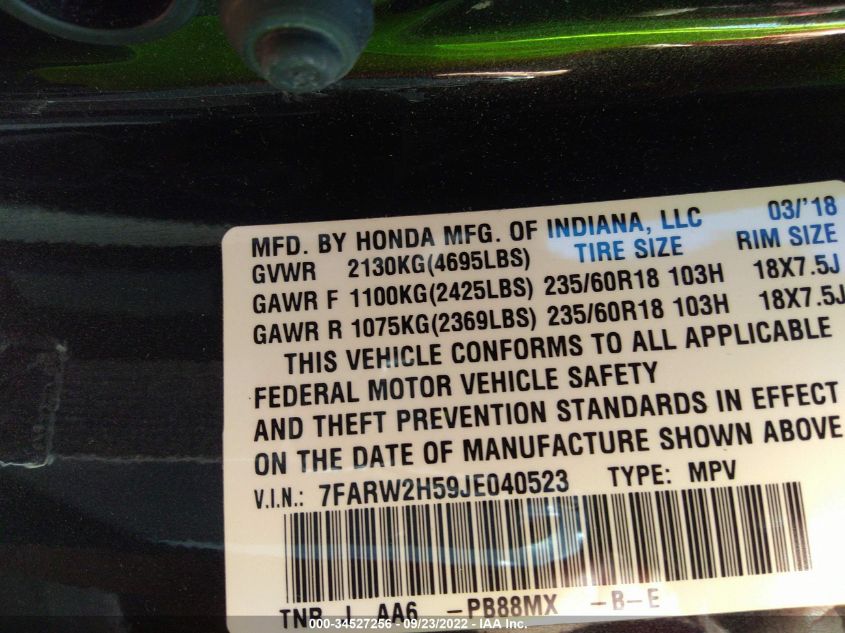 MFD. BY HONDA MFG. OF INDIANA, LLC 03/'18
GVWR 2130KG(4695LBS) TIRE SIZE RIM SIZE
GAWR F 1100KG(2425LBS) 235/60R18 103H 18X7.5J
GAWR R 1075KG(2369LBS) 235/60R18 103H 18X7.5J
THIS VEHICLE CONFORMS TO ALL APPLICABLE
FEDERAL MOTOR VEHICLE SAFETY
AND THEFT PREVENTION STANDARDS IN EFFECT
ON THE DATE OF MANUFACTURE SHOWN ABOVE
V.I.N.: 7FARW2H59JE040523 TYPE: MPV
TNR AA6 -PB88MX -B-E
000-34527256 - 09/23/2022 - IAA Inc.